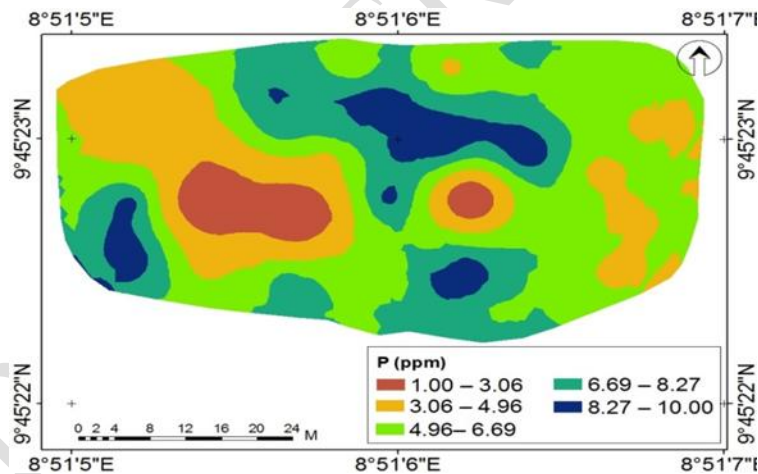 8°51'5"E 8°51'6"E 8°51'7"E
9°45'23"N 9°45'23"N
P (ppm)
1.00 – 3.06 6.69 – 8.27
3.06 – 4.96 8.27 – 10.00
4.96– 6.69
9°45'22"N 9°45'22"N
0 2 4 8 12 16 20 24 M
8°51'5"E 8°51'6"E 8°51'7"E